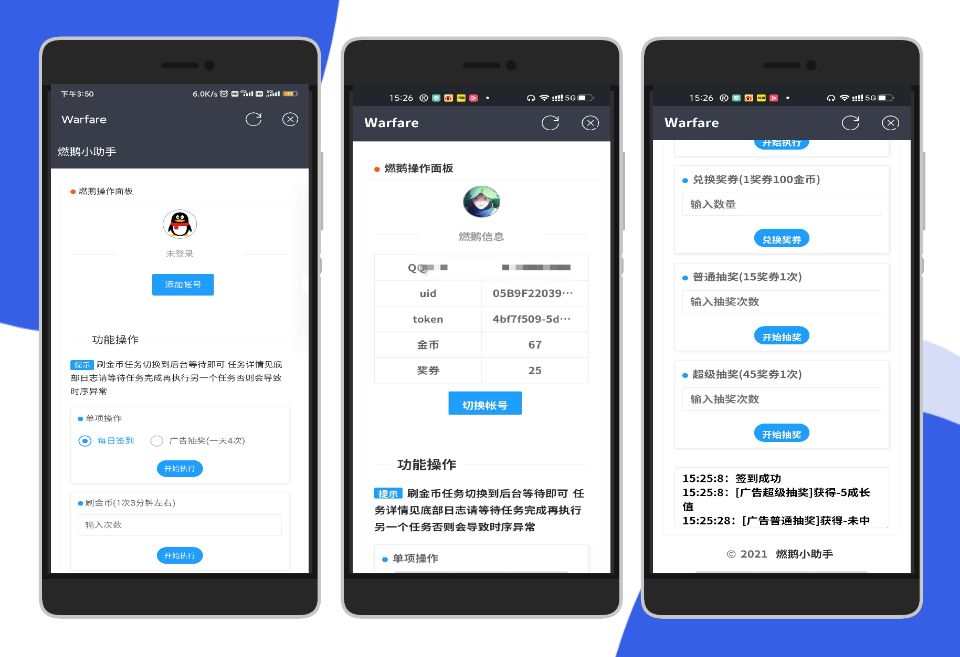 下午3:50
6.0K/s
Warfare
燃鹅小助手
燃鹅操作面板
未登录
添加帐号
功能操作
提示 刷金币任务切换到后台等待即可 任务详情见底
部日志请等待任务完成再执行另一个任务否则会导致
时序异常
单项操作
每日签到 广告抽奖(一天4次)
开始执行
刷金币(1次3分钟左右)
输入次数
开始执行
15:26
5G
Warfare
燃鹅操作面板
燃鹅信息
QQ
uid 05B9F22039···
token 4bf7f509-5d···
金币 67
奖券 25
切换帐号
功能操作
提示 刷金币任务切换到后台等待即可 任
务详情见底部日志请等待任务完成再执行
另一个任务否则会导致时序异常
单项操作
15:26
5G
Warfare
开始执行
兑换奖券(1奖券100金币)
输入数量
兑换奖券
普通抽奖(15奖券1次)
输入抽奖次数
开始抽奖
超级抽奖(45奖券1次)
输入抽奖次数
开始抽奖
15:25:8：签到成功
15:25:8：[广告超级抽奖]获得-5成长
值
15:25:28：[广告普通抽奖]获得-未中
© 2021 燃鹅小助手